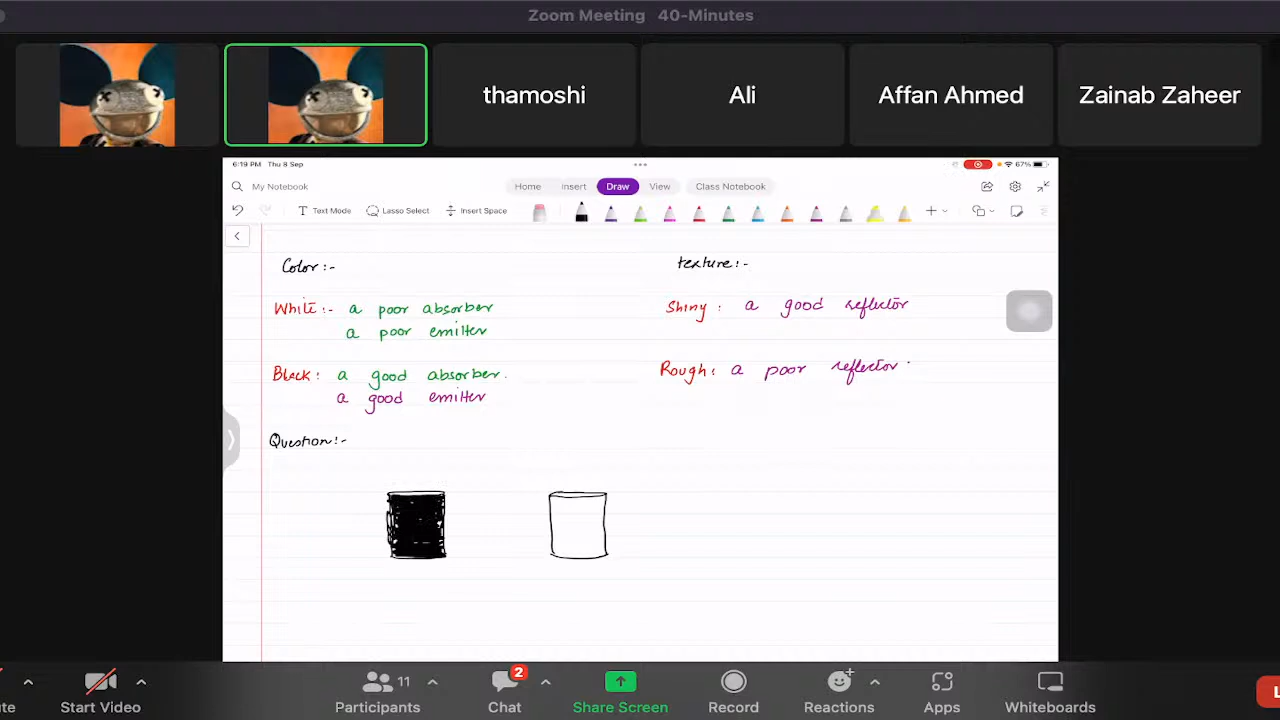 Zoom Meeting 40-Minutes
thamoshi
Ali
Affan Ahmed
Zainab Zaheer
6:19 PM Thu 8 Sep
67%
My Notebook
Home
Insert
Draw
View
Class Notebook
Text Mode
Lasso Select
Insert Space
Color:-
texture:-
White:- a poor absorber
a poor emitter
Shiny: a good reflector
Black: a good absorber.
a good emitter
Rough: a poor reflector
Question:-
Start Video
Participants
11
Chat
2
Share Screen
Record
Reactions
Apps
Whiteboards